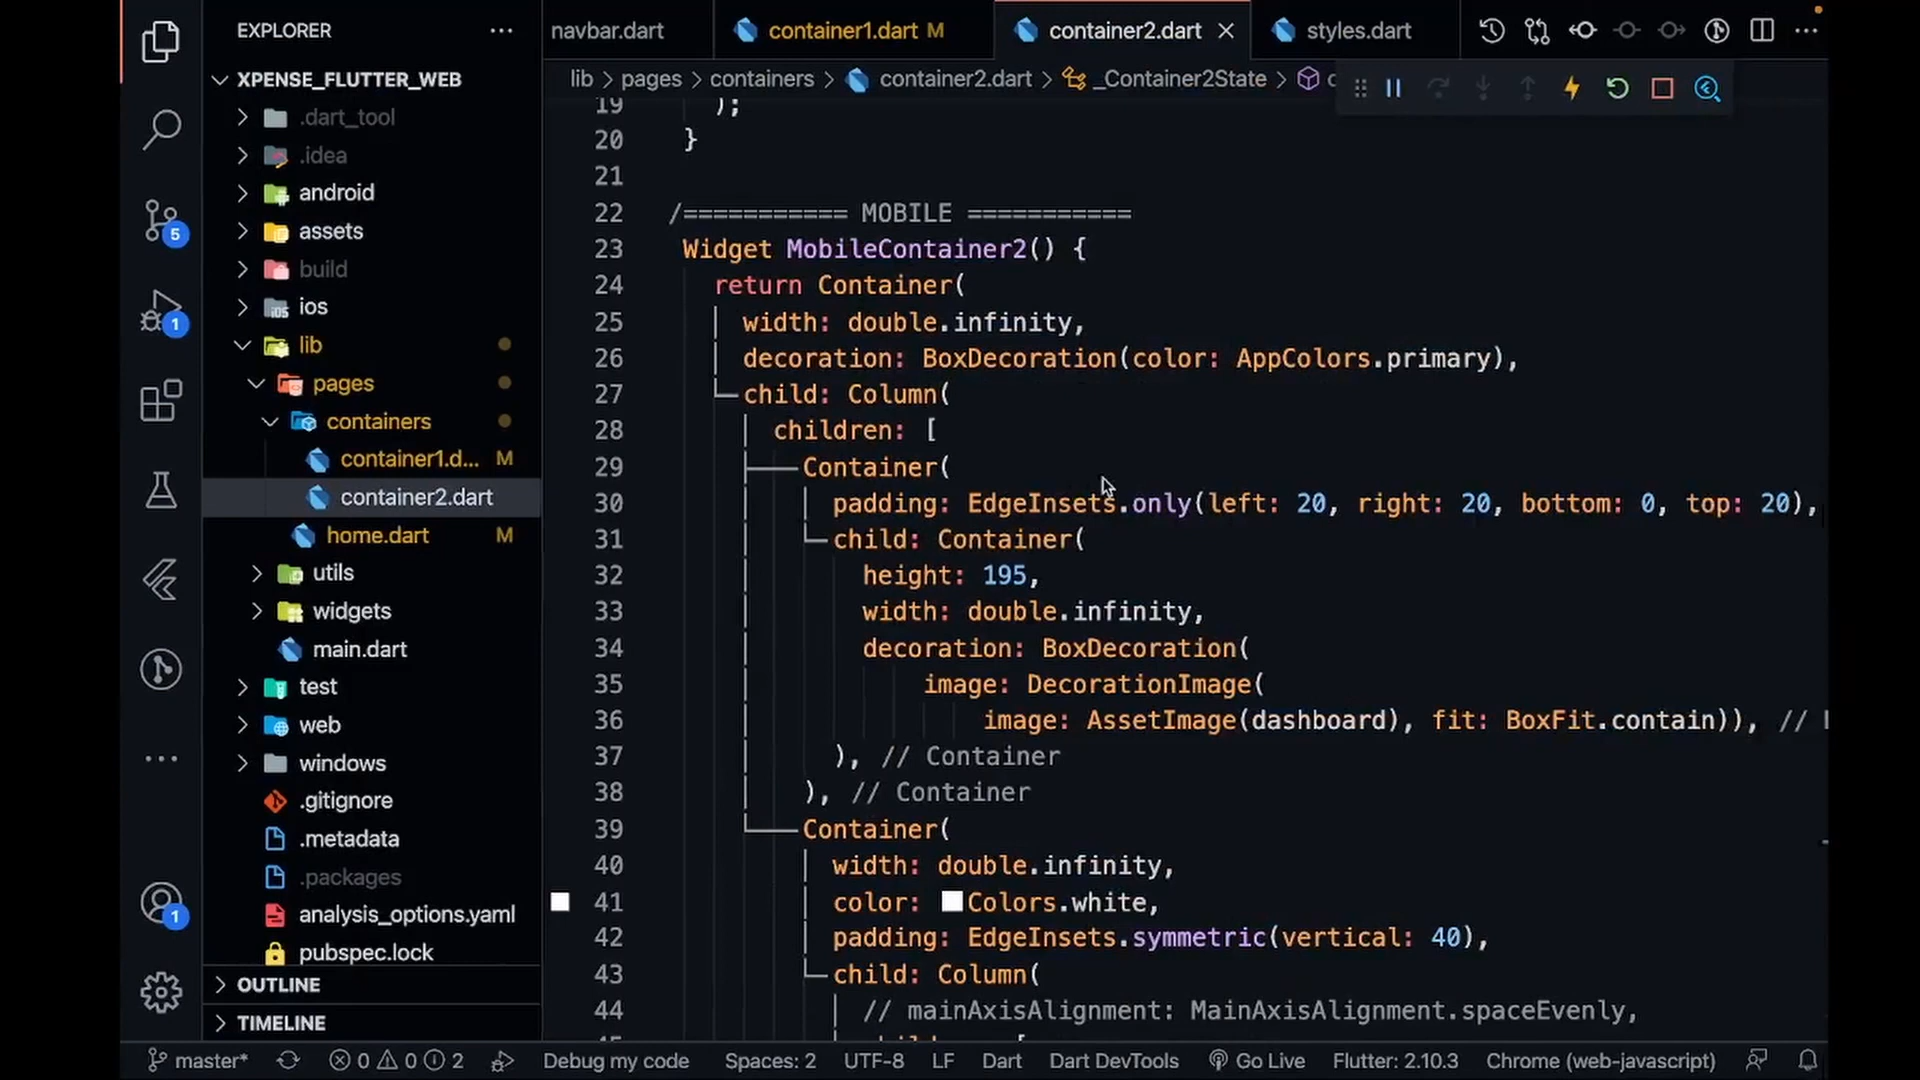 EXPLORER
XPENSE_FLUTTER_WEB
.dart_tool
.idea
android
assets
build
ios
lib
pages
containers
container1.d... M
container2.dart
home.dart M
utils
widgets
main.dart
test
web
windows
.gitignore
.metadata
.packages
analysis_options.yaml
pubspec.lock
OUTLINE
TIMELINE
5
1
1
navbar.dart container1.dart M container2.dart styles.dart
lib > pages > containers > container2.dart > _Container2State >
19 );
20 }
21
22 /=========== MOBILE ===========
23 Widget MobileContainer2() {
24 return Container(
25 width: double.infinity,
26 decoration: BoxDecoration(color: AppColors.primary),
27 child: Column(
28 children: [
29 Container(
30 padding: EdgeInsets.only(left: 20, right: 20, bottom: 0, top: 20),
31 child: Container(
32 height: 195,
33 width: double.infinity,
34 decoration: BoxDecoration(
35 image: DecorationImage(
36 image: AssetImage(dashboard), fit: BoxFit.contain)), //
37 ), // Container
38 ), // Container
39 Container(
40 width: double.infinity,
41 color: Colors.white,
42 padding: EdgeInsets.symmetric(vertical: 40),
43 child: Column(
44 // mainAxisAlignment: MainAxisAlignment.spaceEvenly,
master* 0 0 2 Debug my code Spaces: 2 UTF-8 LF Dart Dart DevTools Go Live Flutter: 2.10.3 Chrome (web-javascript)